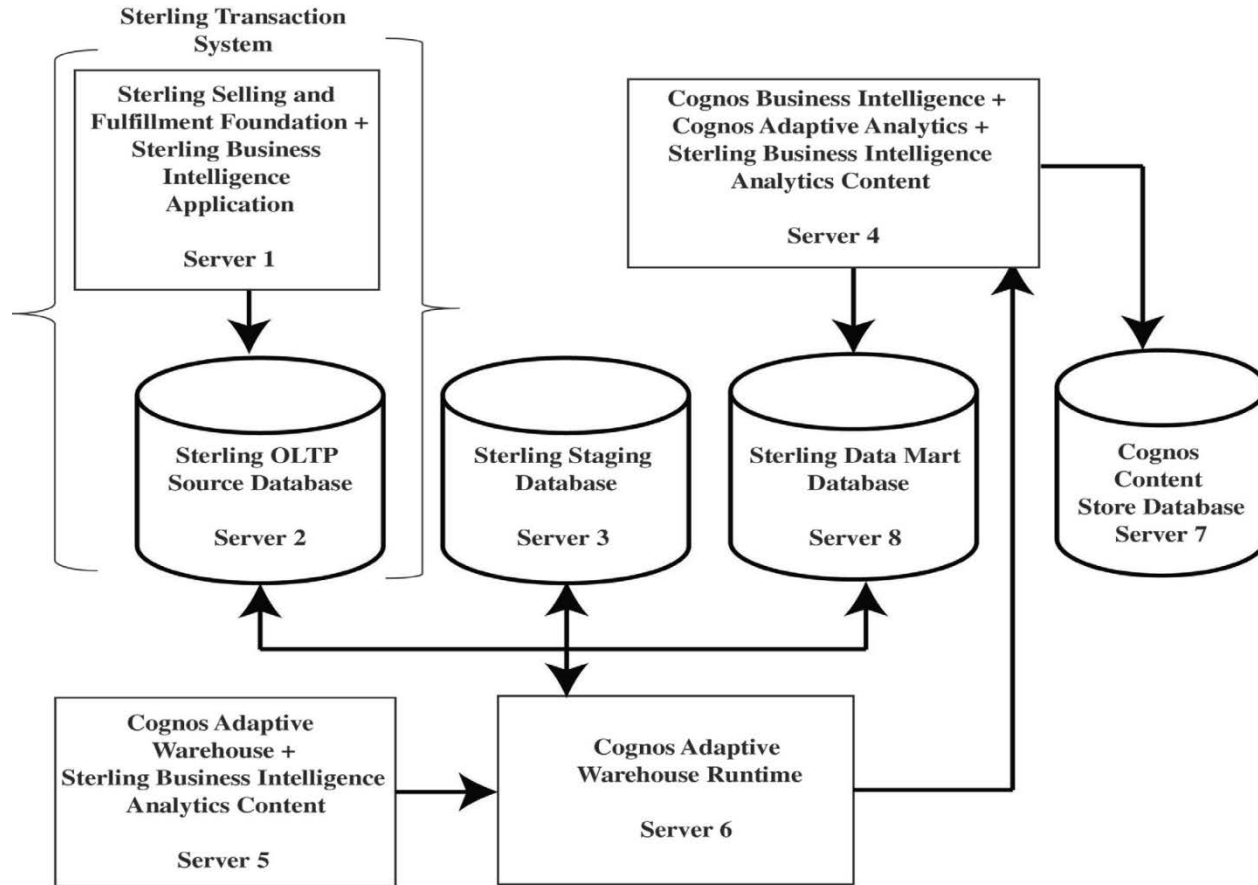 Sterling Transaction
System
Sterling Selling and
Fulfillment Foundation +
Sterling Business
Intelligence
Application
Server 1
Cognos Business Intelligence +
Cognos Adaptive Analytics +
Sterling Business Intelligence
Analytics Content
Server 4
Sterling OLTP
Source Database
Server 2
Sterling Staging
Database
Server 3
Sterling Data Mart
Database
Server 8
Cognos
Content
Store Database
Server 7
Cognos Adaptive
Warehouse +
Sterling Business Intelligence
Analytics Content
Server 5
Cognos Adaptive
Warehouse Runtime
Server 6